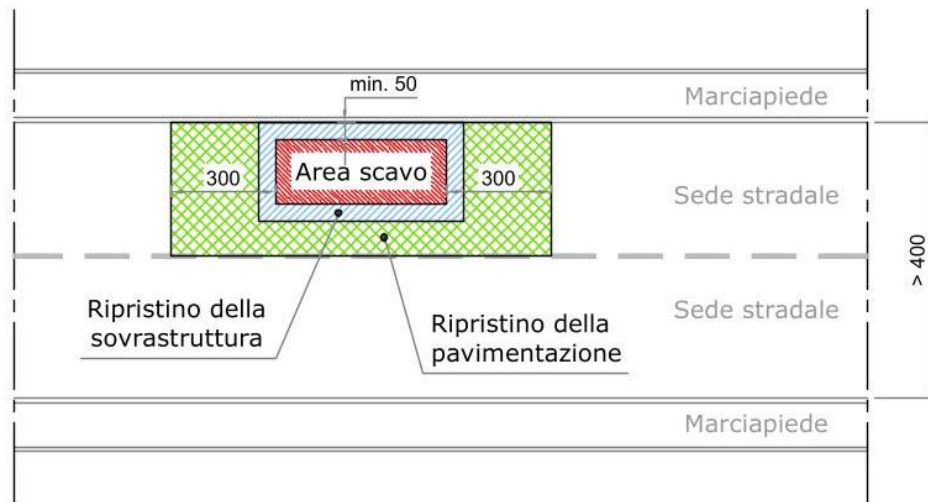 min. 50
Marciapiede
300
Area scavo
300
Sede stradale
> 400
Ripristino della
sovrastruttura
Ripristino della
pavimentazione
Sede stradale
Marciapiede